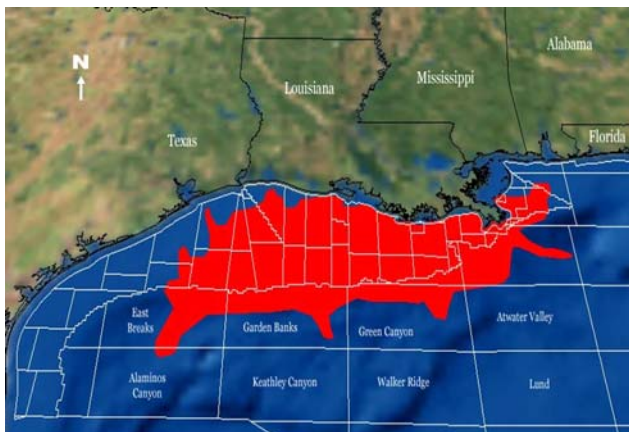 Alabama
N
Louisiana
Mississippi
Texas
Florida
East
Breaks
Garden Banks
Green Canyon
Atwater Valley
Alaminos
Canyon
Keathley Canyon
Walker Ridge
Lund